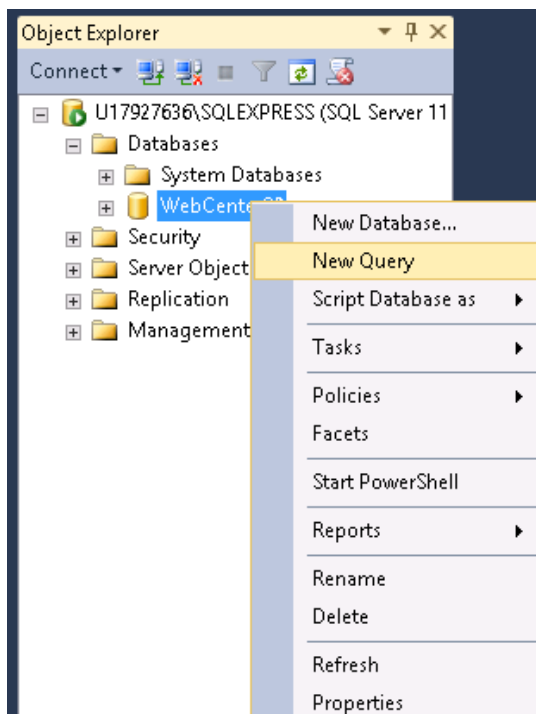 Object Explorer
Connect
U17927636\SQLEXPRESS (SQL Server 11
Databases
System Databases
Security
Server Object
Replication
Management
New Database...
New Query
Script Database as
Tasks
Policies
Facets
Start PowerShell
Reports
Rename
Delete
Refresh
Properties